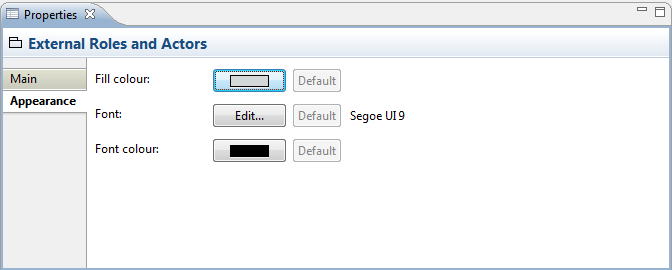 Properties
External Roles and Actors
Main
Appearance
Fill colour: Default
Font: Edit... Default Segoe UI 9
Font colour: Default